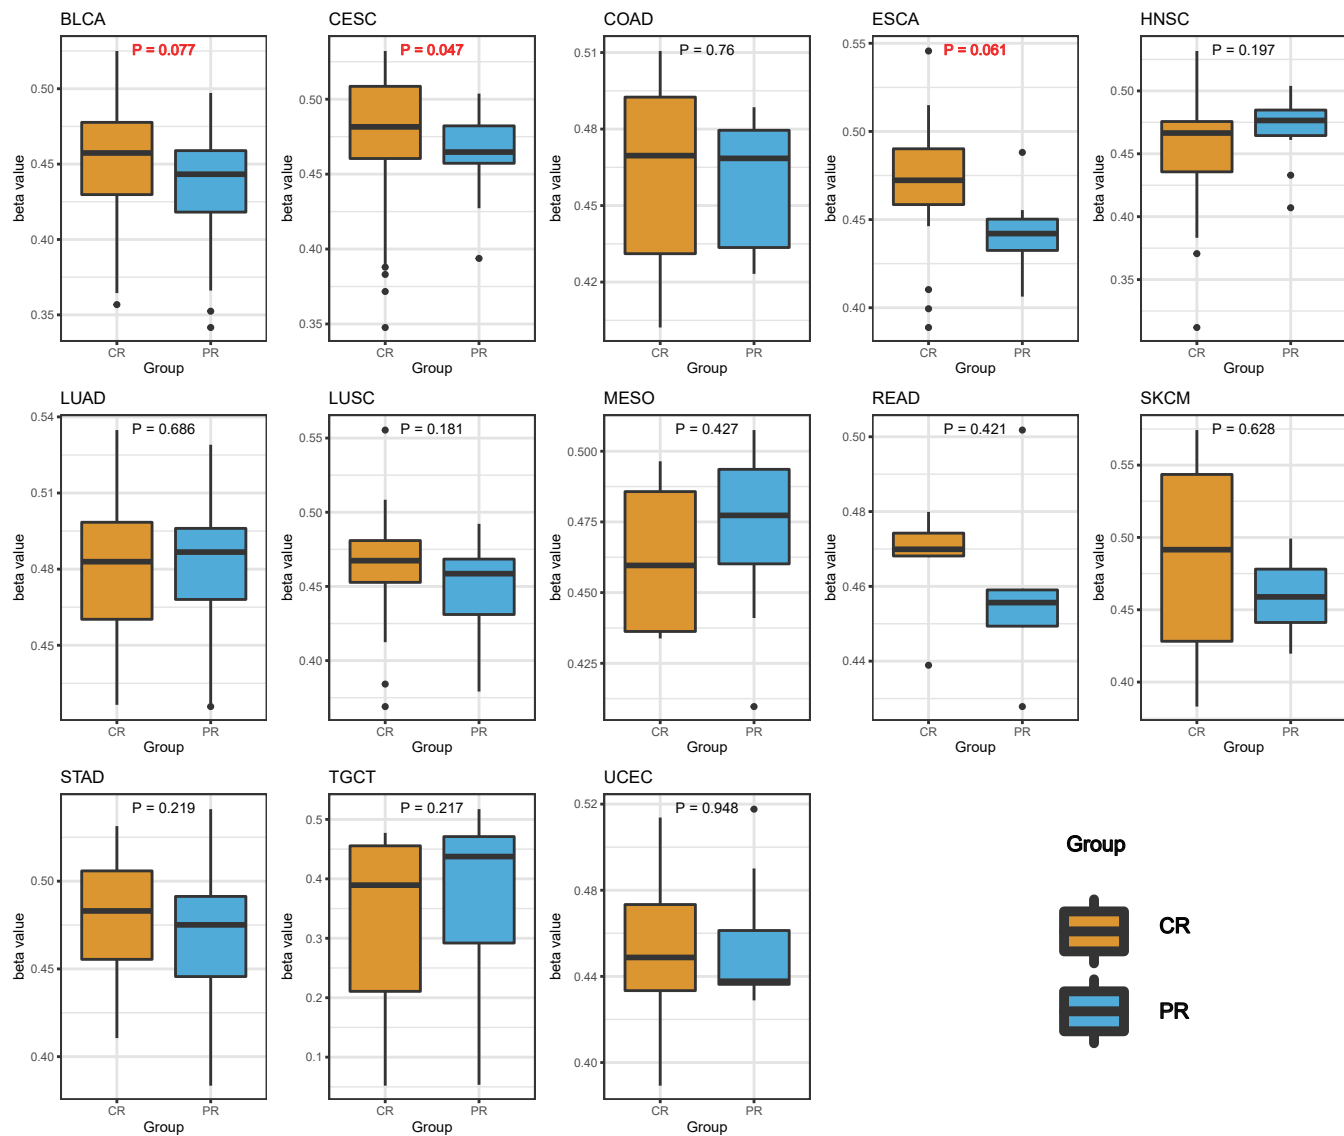 BLCA
P = 0.077
beta value
0.50
0.45
0.40
0.35
CR
PR
Group
CESC
P = 0.047
beta value
0.50
0.45
0.40
0.35
CR
PR
Group
COAD
P = 0.76
beta value
0.51
0.48
0.45
0.42
CR
PR
Group
ESCA
P = 0.061
beta value
0.55
0.50
0.45
0.40
CR
PR
Group
HNSC
P = 0.197
beta value
0.50
0.45
0.40
0.35
CR
PR
Group
LUAD
P = 0.686
beta value
0.54
0.51
0.48
0.45
CR
PR
Group
LUSC
P = 0.181
beta value
0.55
0.50
0.45
0.40
CR
PR
Group
MESO
P = 0.427
beta value
0.500
0.475
0.450
0.425
CR
PR
Group
READ
P = 0.421
beta value
0.50
0.48
0.46
0.44
CR
PR
Group
SKCM
P = 0.628
beta value
0.55
0.50
0.45
0.40
CR
PR
Group
STAD
P = 0.219
beta value
0.50
0.45
0.40
CR
PR
Group
TGCT
P = 0.217
beta value
0.5
0.4
0.3
0.2
0.1
CR
PR
Group
UCEC
P = 0.948
beta value
0.52
0.48
0.44
0.40
CR
PR
Group
Group
CR
PR